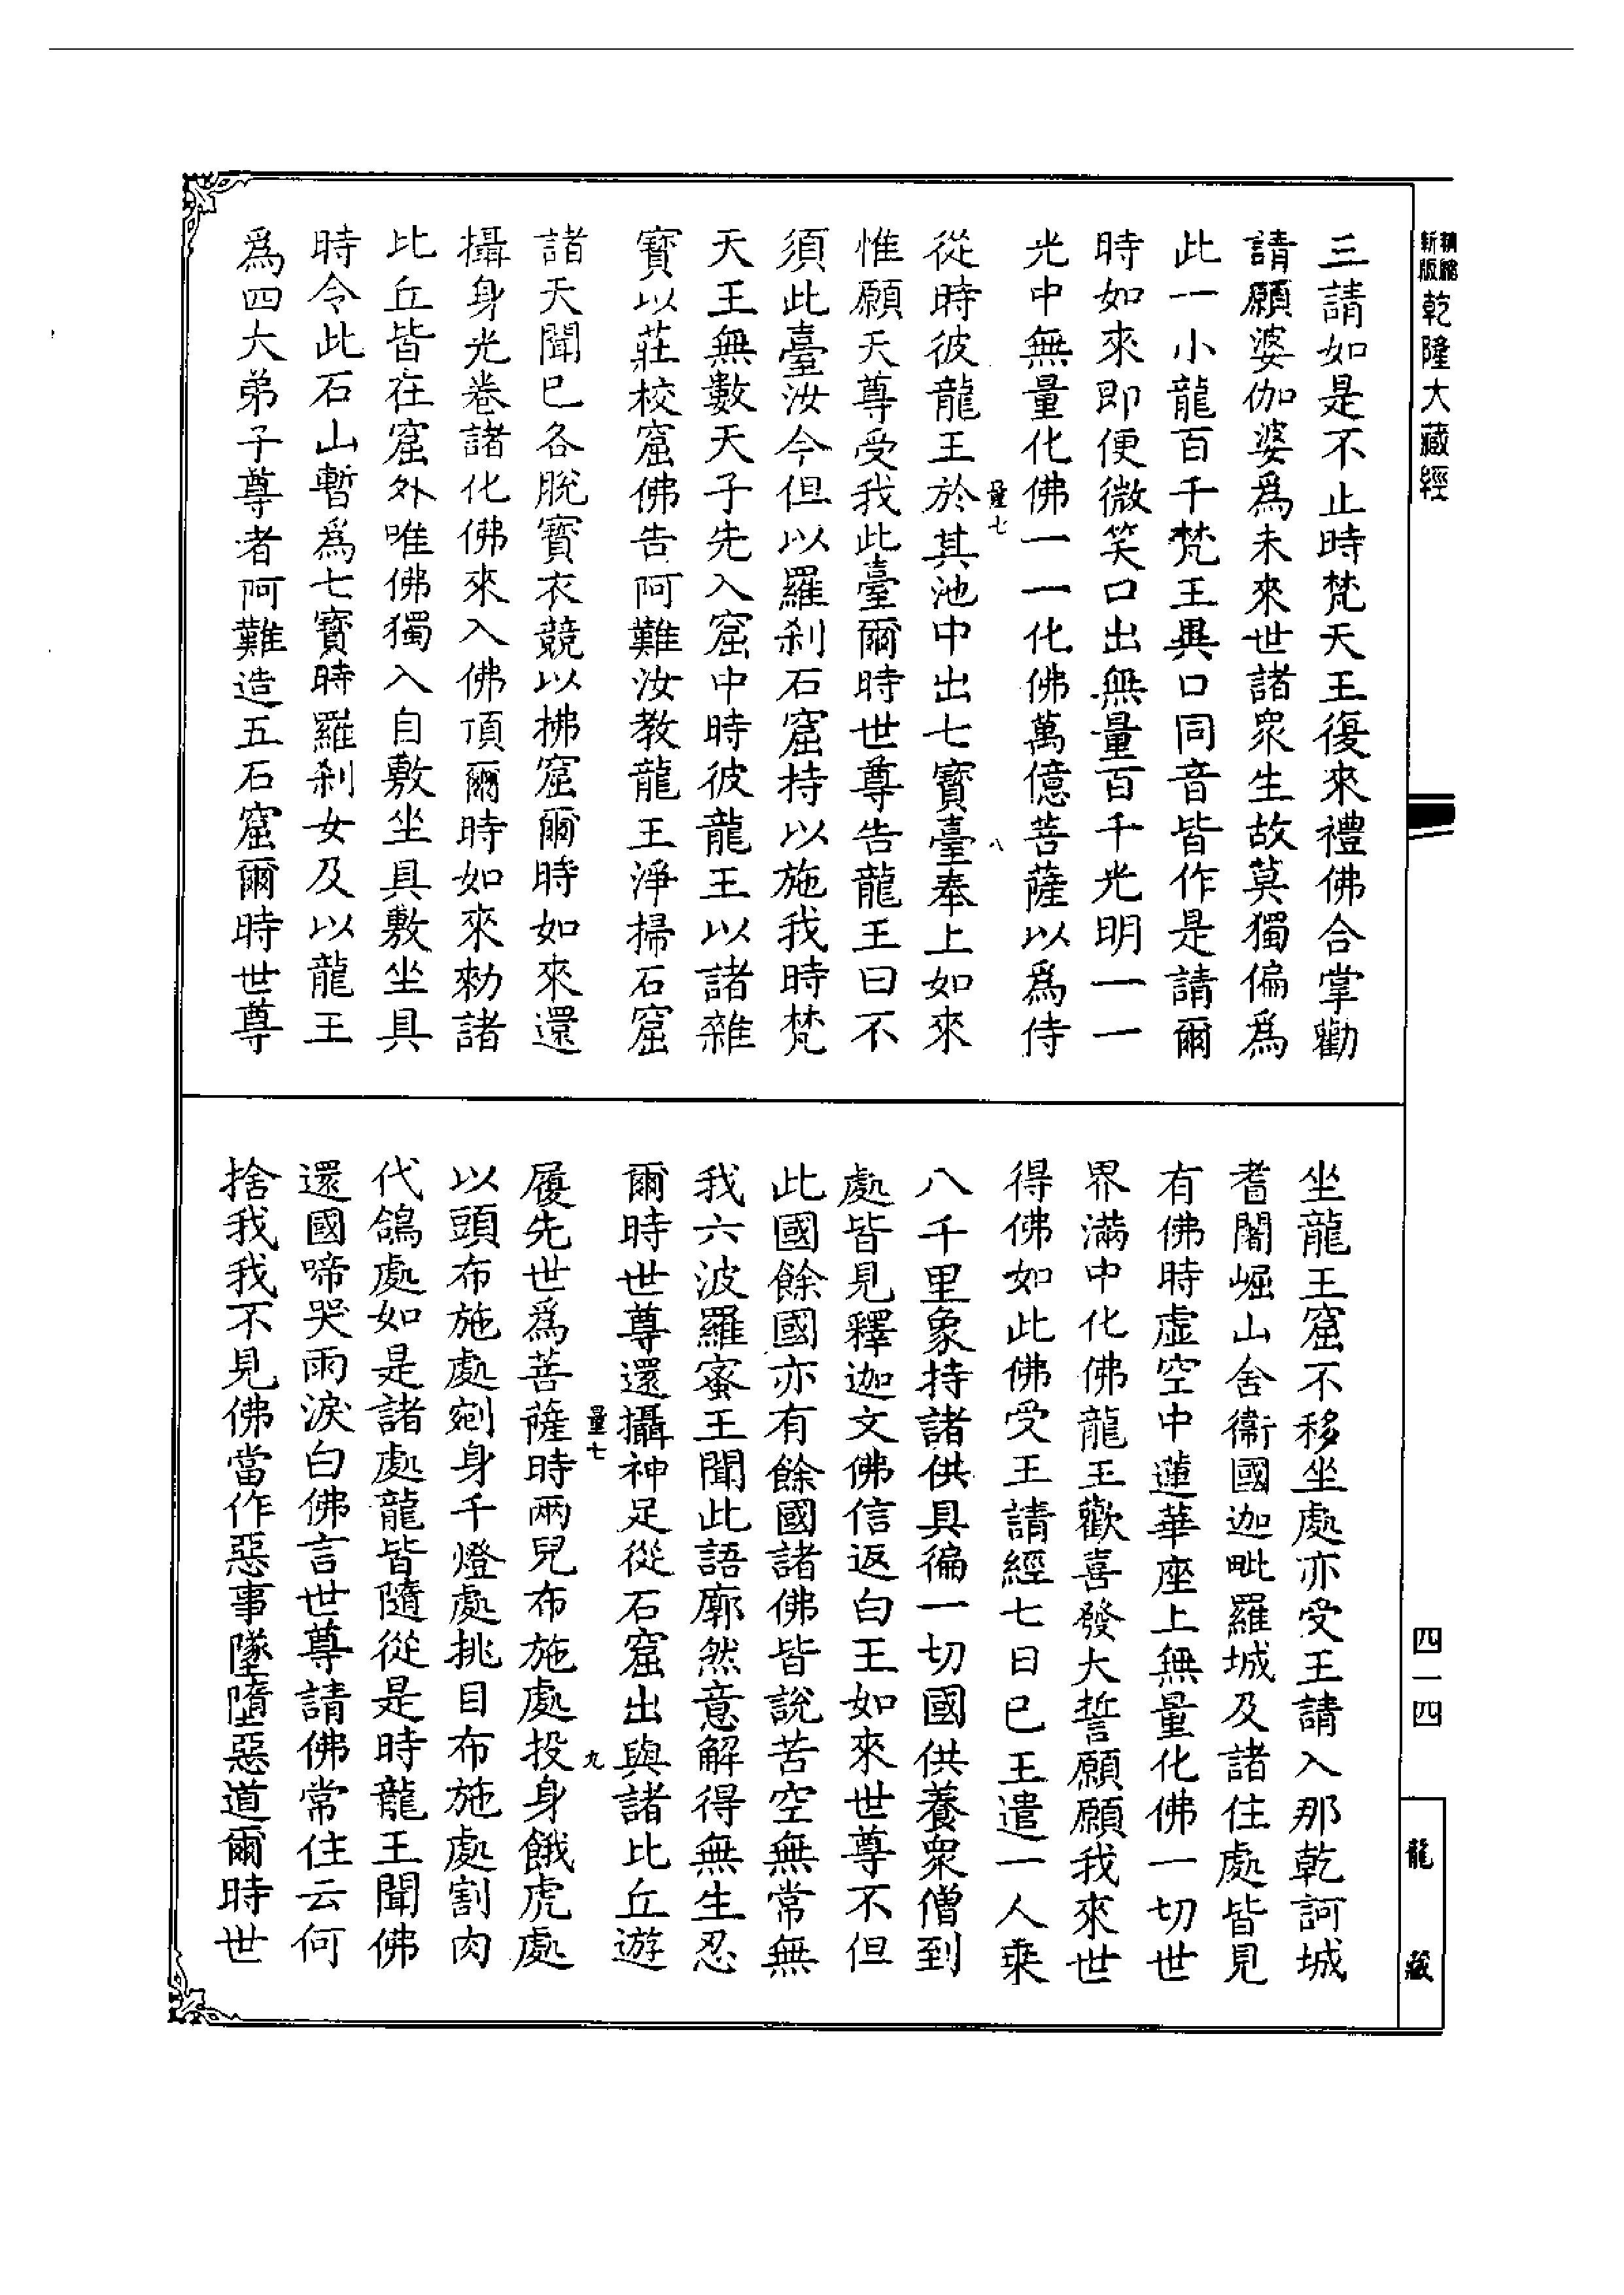 精縮
新版
乾隆大藏經
三請如是不止時梵天王復來禮佛合掌勸
請願婆伽婆爲未來世諸衆生故莫獨偏爲
此一小龍百千梵王異口同音皆作是請爾
時如來即便微笑口出無量百千光明一一
光中無量化佛一一化佛萬億菩薩以爲侍
量七
八
從時彼龍王於其池中出七寶臺奉上如來
惟願天尊受我此臺爾時世尊告龍王曰不
須此臺汝今但以羅刹石窟持以施我時梵
天王無數天子先入窟中時彼龍王以諸雜
寶以莊校窟佛告阿難汝教龍王淨掃石窟
諸天聞已各脫寶衣競以拂窟爾時如來還
攝身光卷諸化佛來入佛頂爾時如來勑諸
比丘皆在窟外唯佛獨入自敷坐具敷坐具
時令此石山暫爲七寶時羅刹女及以龍王
爲四大弟子尊者阿難造五石窟爾時世尊
坐龍王窟不移坐處亦受王請入那乾訶城
耆闍崛山舍衞國迦毗羅城及諸住處皆見
有佛時虛空中蓮華座上無量化佛一切世
界滿中化佛龍王歡喜發大誓願願我來世
得佛如此佛受王請經七日已王遣一人乘
八千里象持諸供具徧一切國供養衆僧到
處皆見釋迦文佛信返白王如來世尊不但
此國餘國亦有餘國諸佛皆說苦空無常無
我六波羅蜜王聞此語廓然意解得無生忍
爾時世尊還攝神足從石窟出與諸比丘遊
量七
九
履先世爲菩薩時兩兒布施處投身餓虎處
以頭布施處剜身千燈處挑目布施處割肉
代鴿處如是諸處龍皆隨從是時龍王聞佛
還國啼哭雨淚白佛言世尊請佛常住云何
捨我我不見佛當作惡事墜墮惡道爾時世
四一四
龍藏